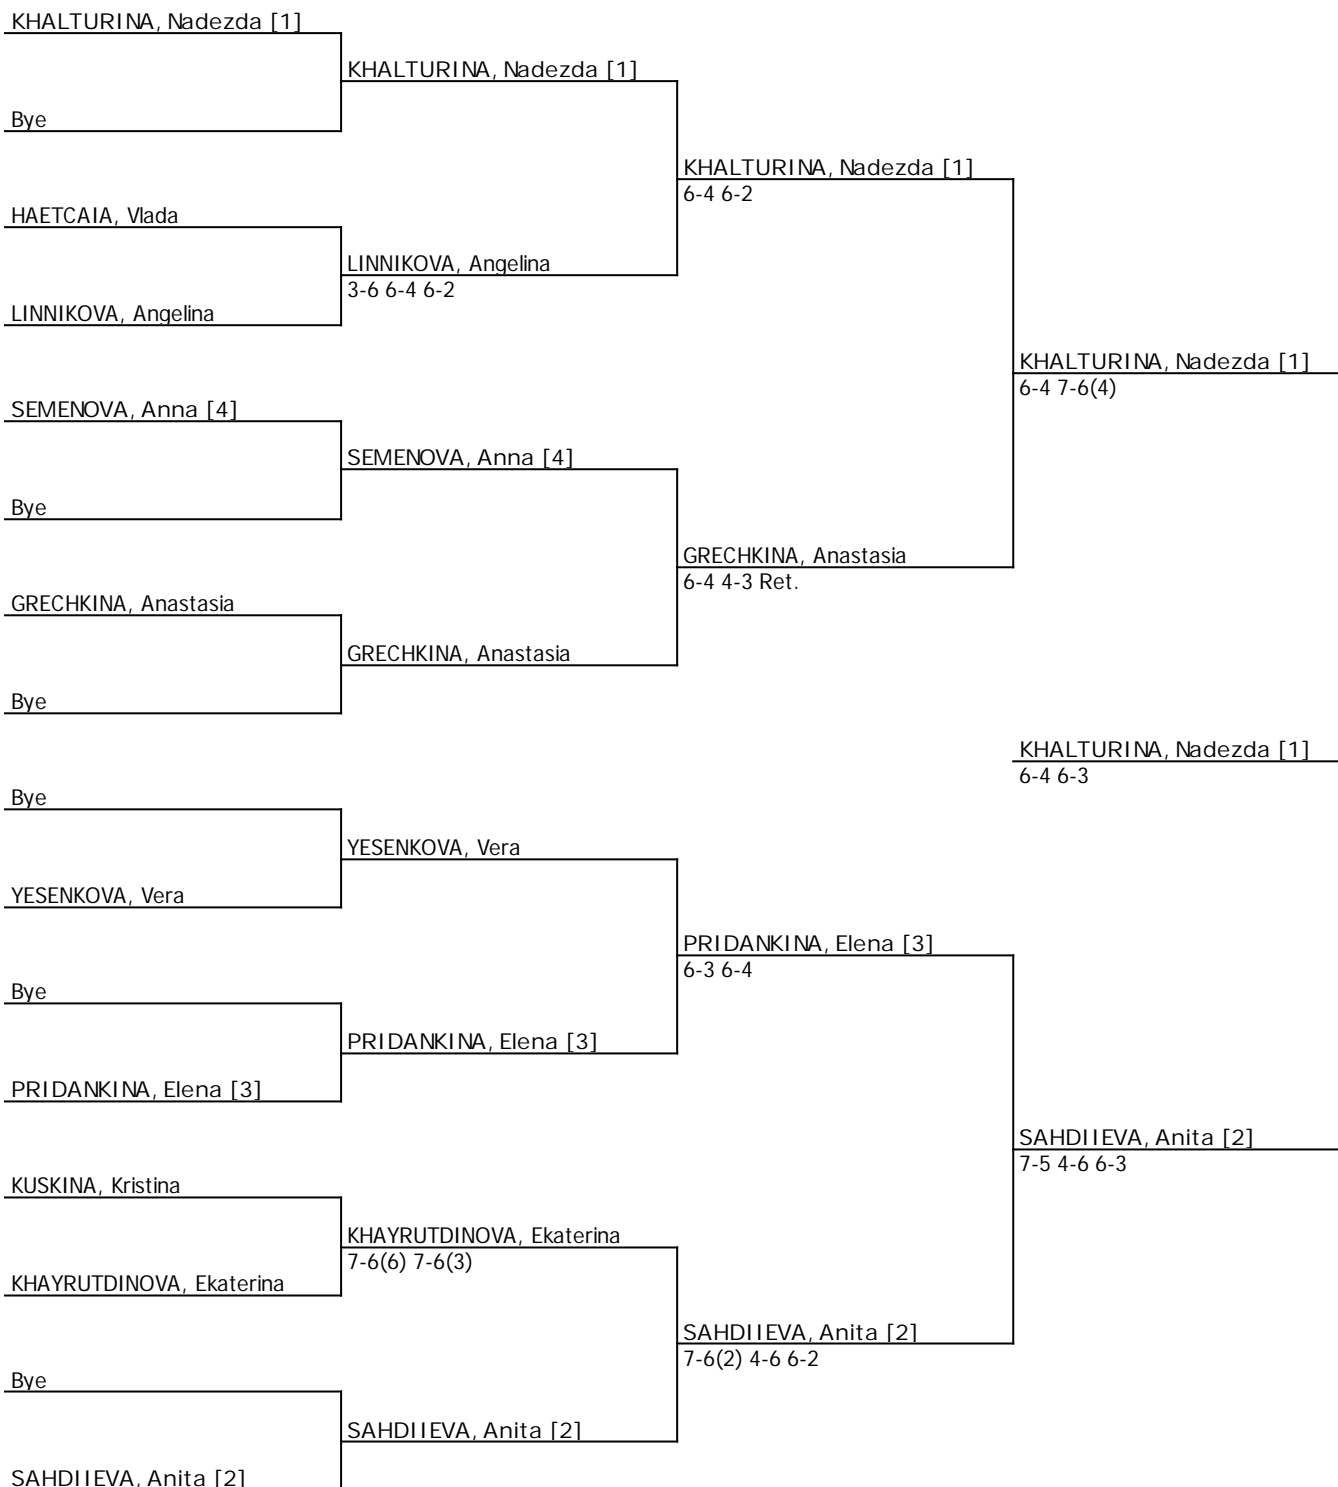 KHALTURINA, Nadezda [1]
Bye
HAETCAIA, Vlada
LINNIKOVA, Angelina
SEMENOVA, Anna [4]
Bye
GRECHKINA, Anastasia
Bye
Bye
YESENKOVA, Vera
Bye
PRIDANKINA, Elena [3]
KUSKINA, Kristina
KHAYRUTDINOVA, Ekaterina
Bye
SAHDIIEVA, Anita [2]
KHALTURINA, Nadezda [1]
LINNIKOVA, Angelina
3-6 6-4 6-2
SEMENOVA, Anna [4]
GRECHKINA, Anastasia
YESENKOVA, Vera
PRIDANKINA, Elena [3]
KHAYRUTDINOVA, Ekaterina
7-6(6) 7-6(3)
SAHDIIEVA, Anita [2]
KHALTURINA, Nadezda [1]
6-4 6-2
GRECHKINA, Anastasia
6-4 4-3 Ret.
PRIDANKINA, Elena [3]
6-3 6-4
SAHDIIEVA, Anita [2]
7-6(2) 4-6 6-2
KHALTURINA, Nadezda [1]
6-4 7-6(4)
KHALTURINA, Nadezda [1]
6-4 6-3
SAHDIIEVA, Anita [2]
7-5 4-6 6-3